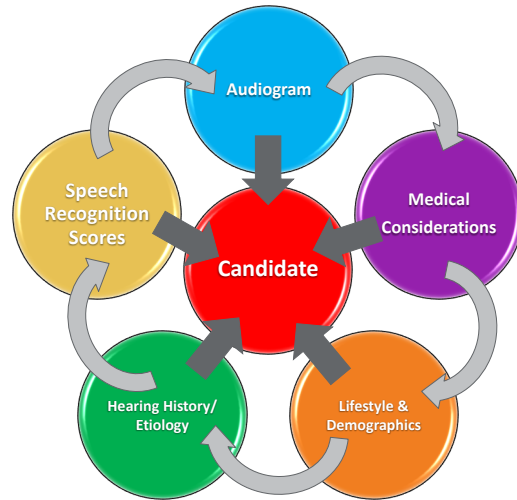 Audiogram
Speech
Recognition
Scores
Medical
Considerations
Candidate
Hearing History/
Etiology
Lifestyle &
Demographics